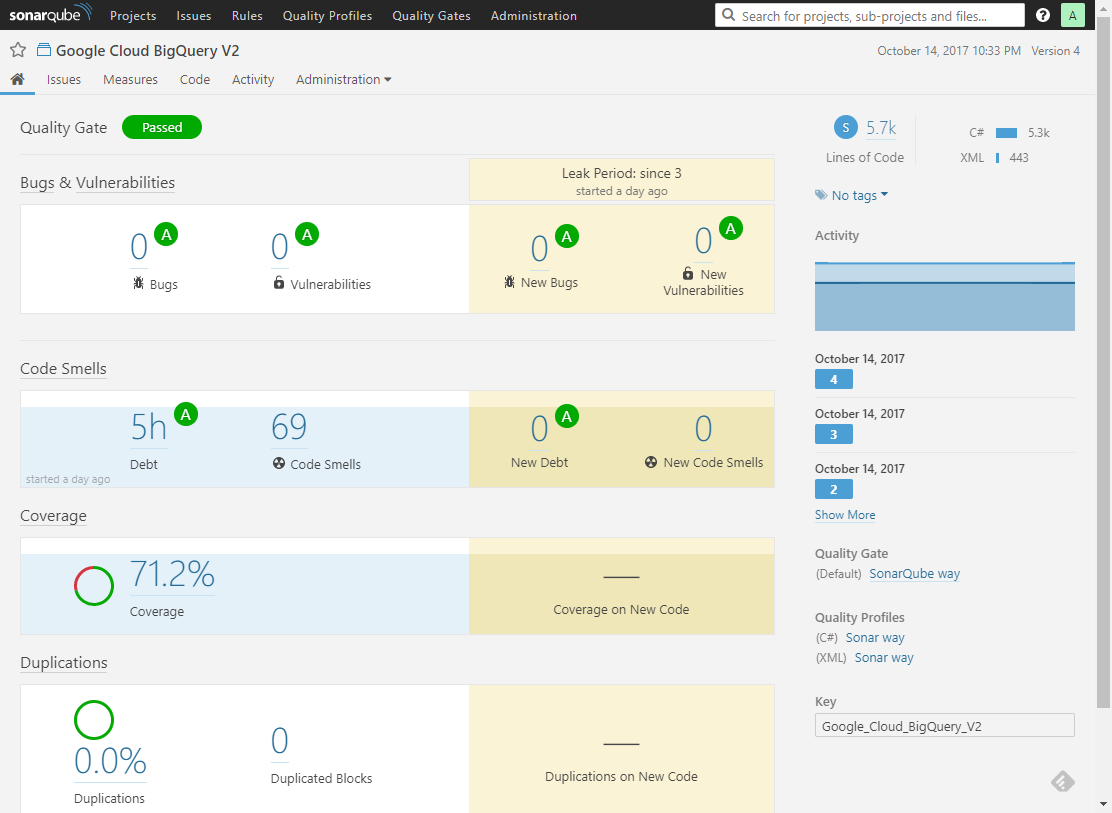 sonarqube Projects Issues Rules Quality Profiles Quality Gates Administration Search for projects, sub-projects and files... ? A
Google Cloud BigQuery V2 October 14, 2017 10:33 PM Version 4
Issues Measures Code Activity Administration
Quality Gate Passed
Bugs & Vulnerabilities
Leak Period: since 3
started a day ago
0 A
Bugs
0 A
Vulnerabilities
0 A
New Bugs
0 A
New
Vulnerabilities
Code Smells
5h A
Debt
69
Code Smells
started a day ago
0 A
New Debt
0
New Code Smells
Coverage
71.2%
Coverage
Coverage on New Code
Duplications
0.0%
Duplications
0
Duplicated Blocks
Duplications on New Code
S 5.7k
Lines of Code
C# 5.3k
XML 443
No tags
Activity
October 14, 2017
4
October 14, 2017
3
October 14, 2017
2
Show More
Quality Gate
(Default) SonarQube way
Quality Profiles
(C#) Sonar way
(XML) Sonar way
Key
Google_Cloud_BigQuery_V2